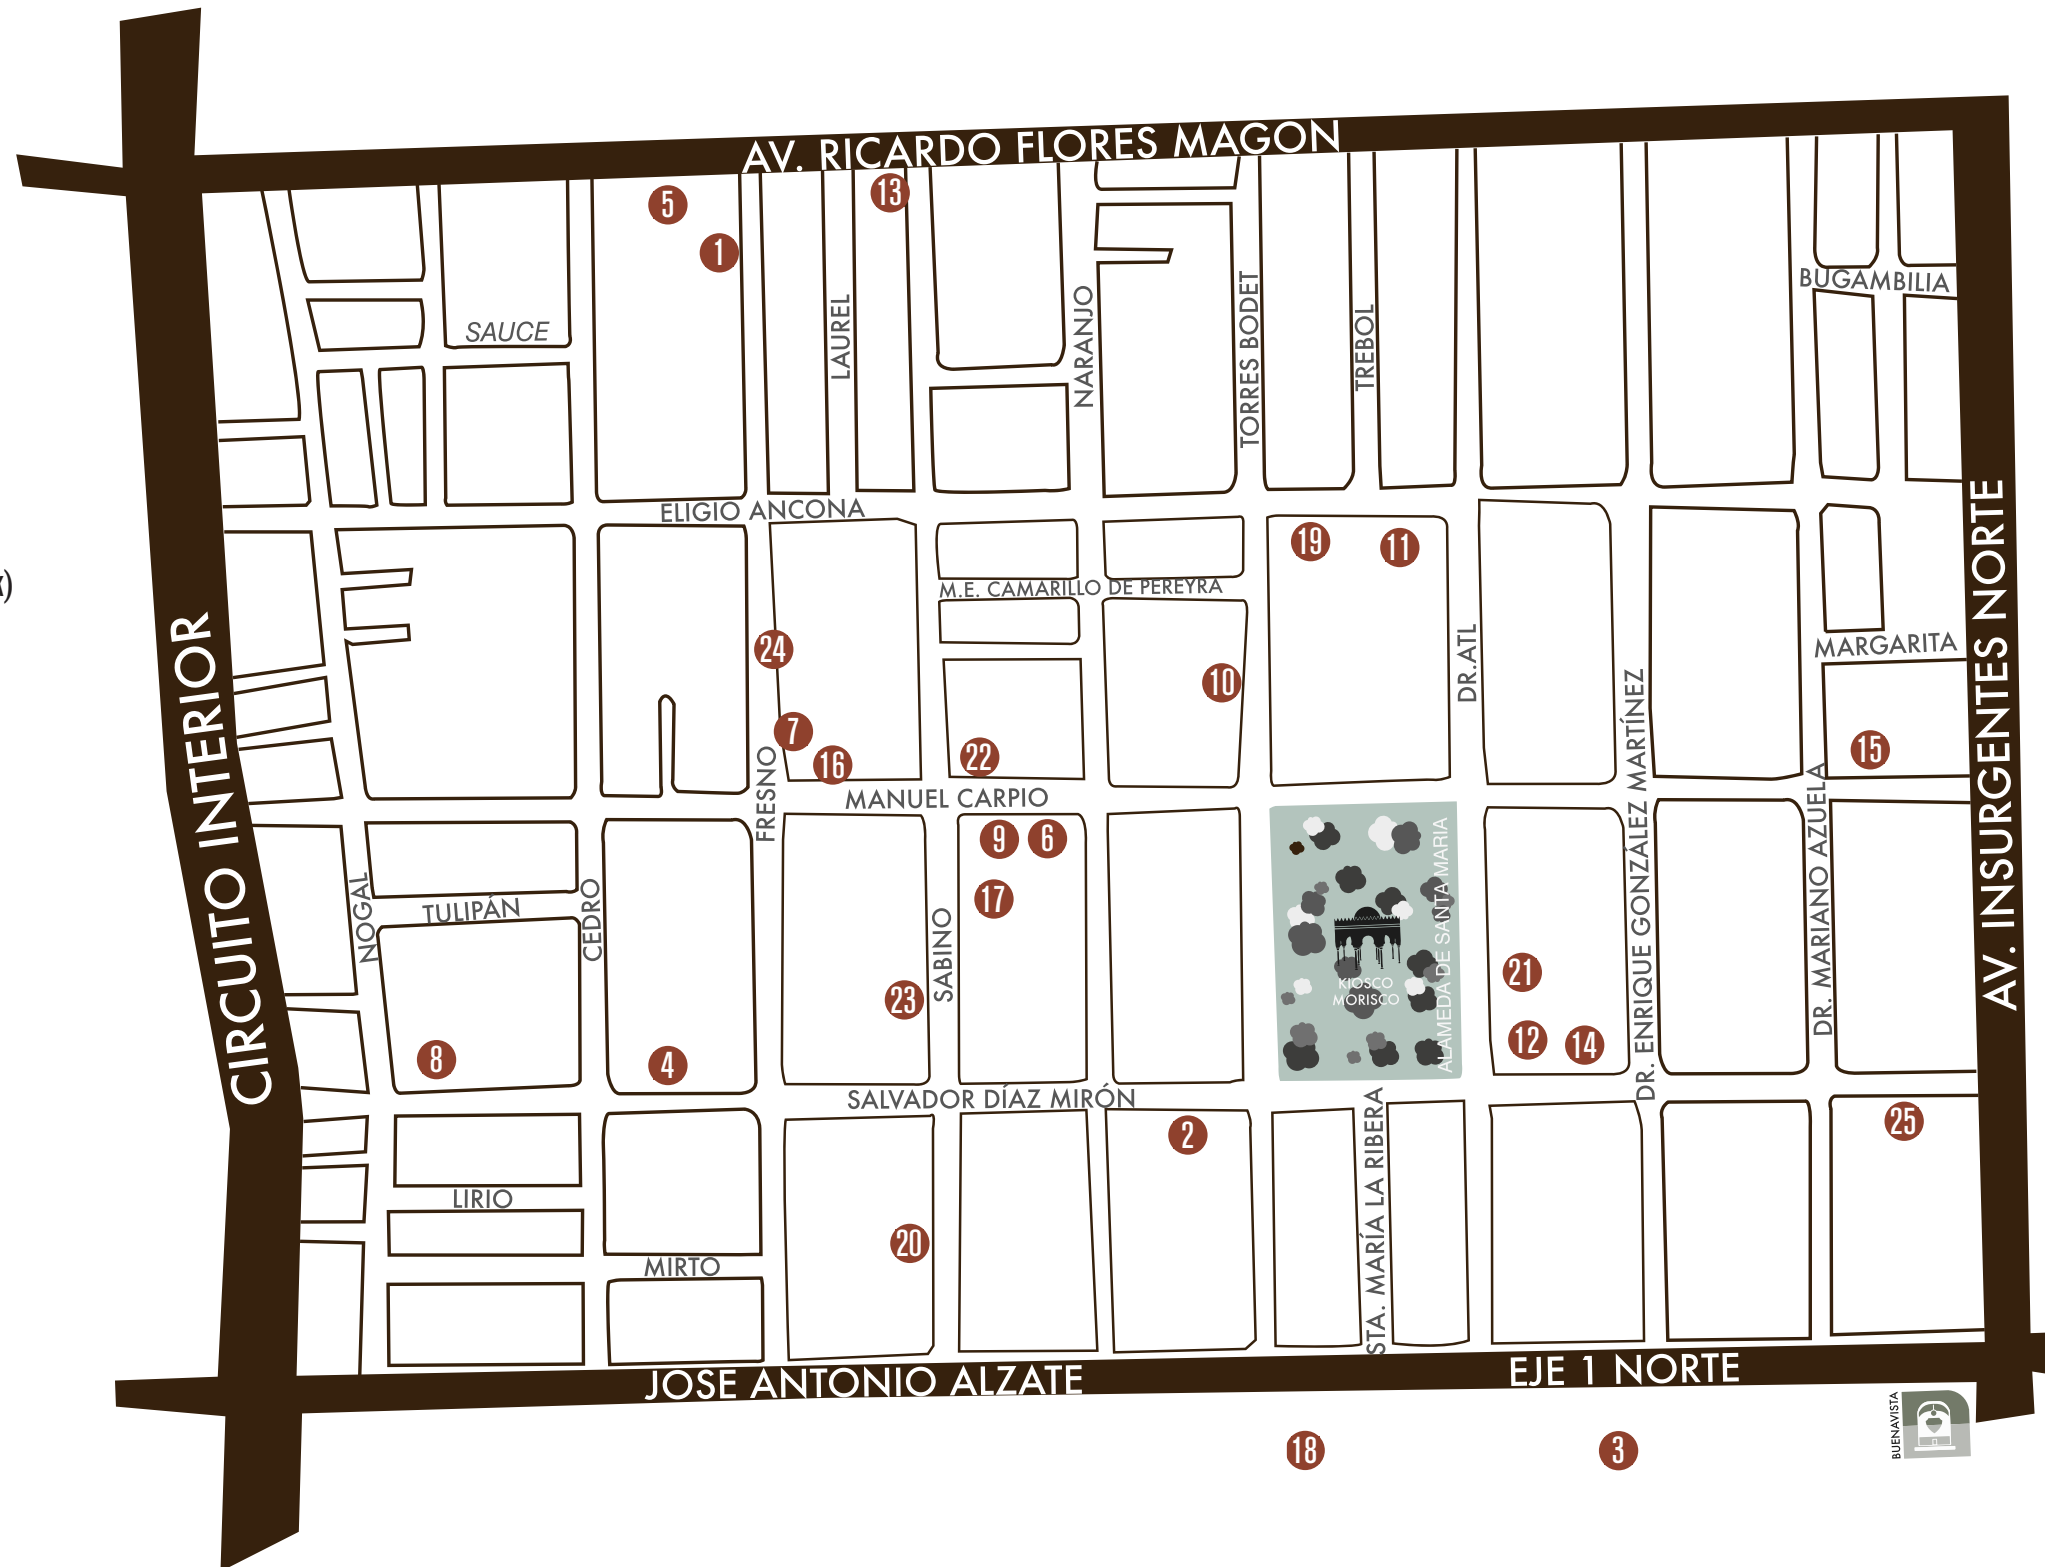 AV. RICARDO FLORES MAGON
5
13
1
BUGAMBILIA
SAUCE
LAUREL
NARANJO
TORRES BODET
TREBOL
ELIGIO ANCONA
19
11
M.E. CAMARILLO DE PEREYRA
24
10
DR.ATL
MARGARITA
7
16
22
15
FRESNO
MANUEL CARPIO
DR. ENRIQUE GONZÁLEZ MARTÍNEZ
DR. MARIANO AZUELA
AV. INSURGENTES NORTE
CIRCUITO INTERIOR
9
6
17
NOGAL
TULIPÁN
CEDRO
SABINO
23
ALAMEDA DE SANTA MARIA
KIOSCO
MORISCO
21
12
14
8
4
SALVADOR DÍAZ MIRÓN
2
25
STA. MARÍA LA RIBERA
LIRIO
20
MIRTO
JOSE ANTONIO ALZATE
EJE 1 NORTE
BUENAVISTA
18
3